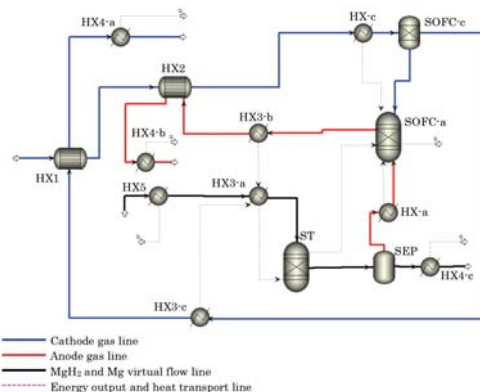 HX4-a
HX-c
SOFC-c
HX2
SOFC-a
HX3-b
HX4-b
HX1
HX5
HX3-a
HX-a
ST
SEP
HX4-c
HX3-c
Cathode gas line
Anode gas line
MgH₂ and Mg virtual flow line
Energy output and heat transport line